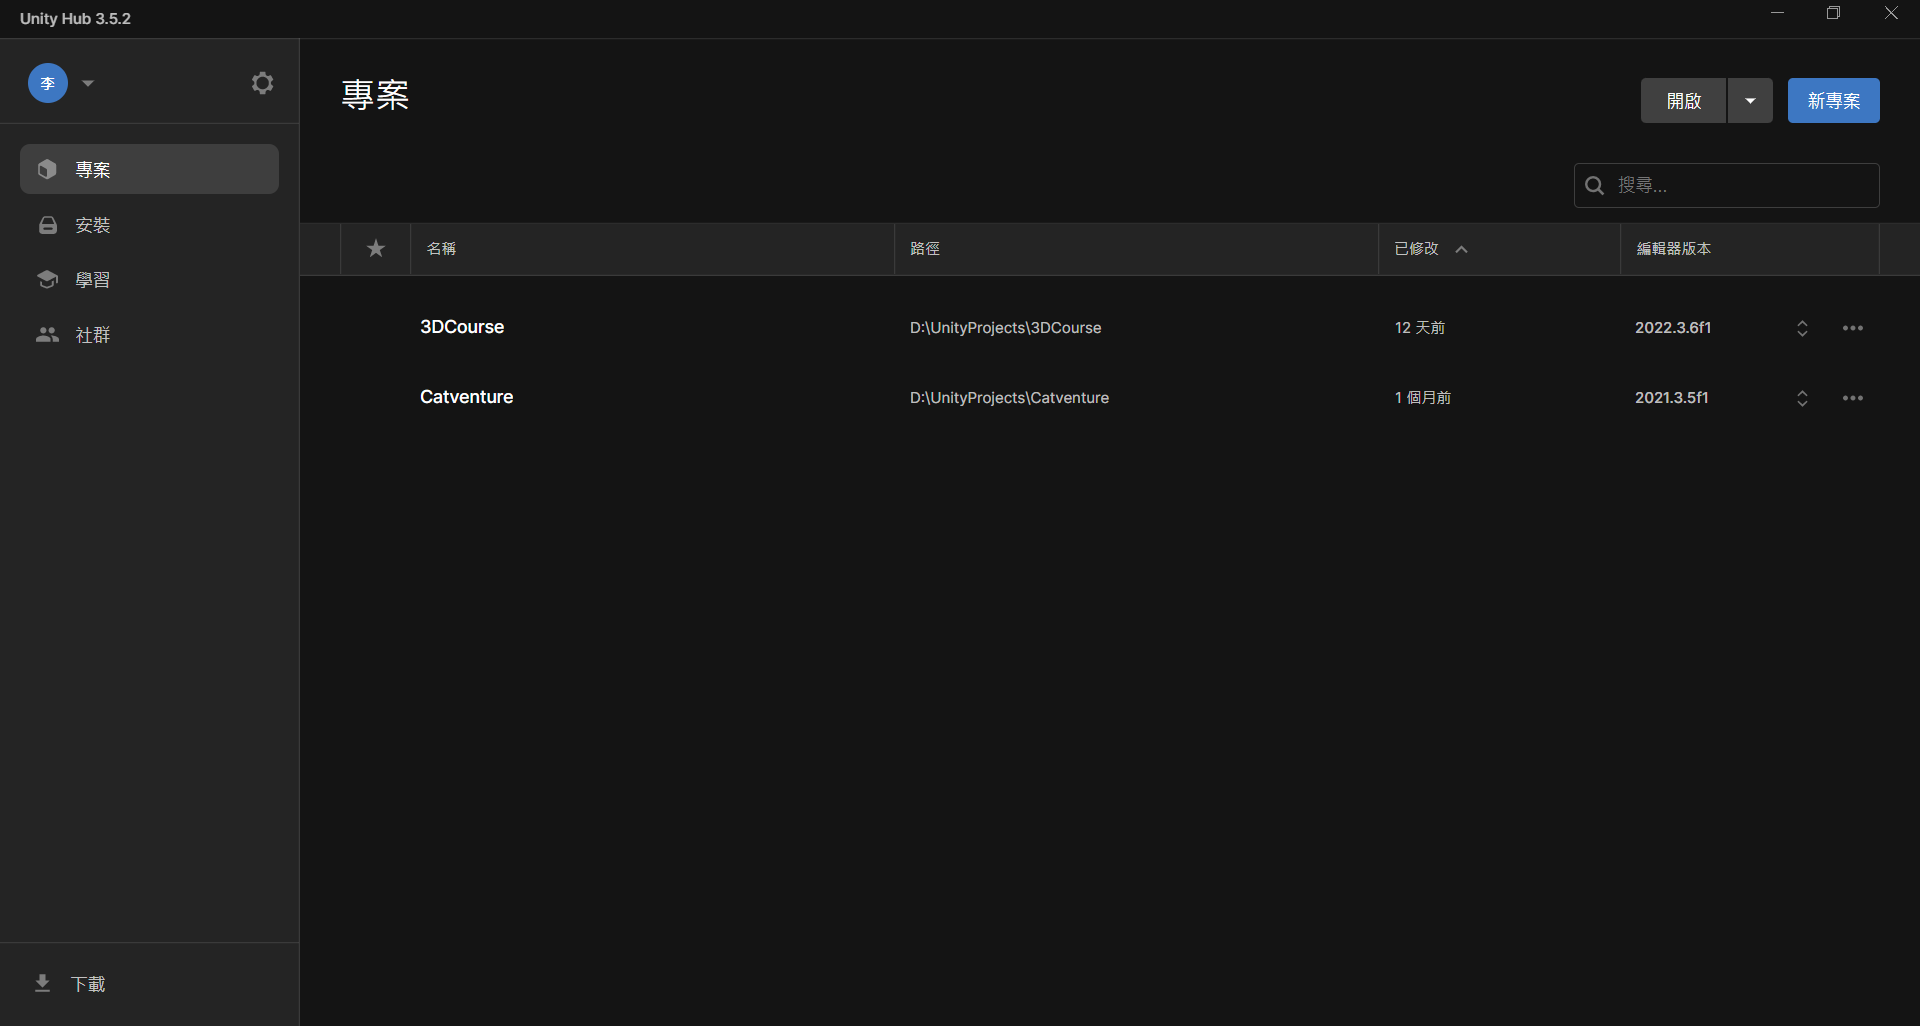 Unity Hub 3.5.2
李
專案
安裝
學習
社群
下載
專案
開啟
新專案
搜尋...
名稱 路徑 已修改 編輯器版本
3DCourse D:\UnityProjects\3DCourse 12 天前 2022.3.6f1
Catventure D:\UnityProjects\Catventure 1 個月前 2021.3.5f1